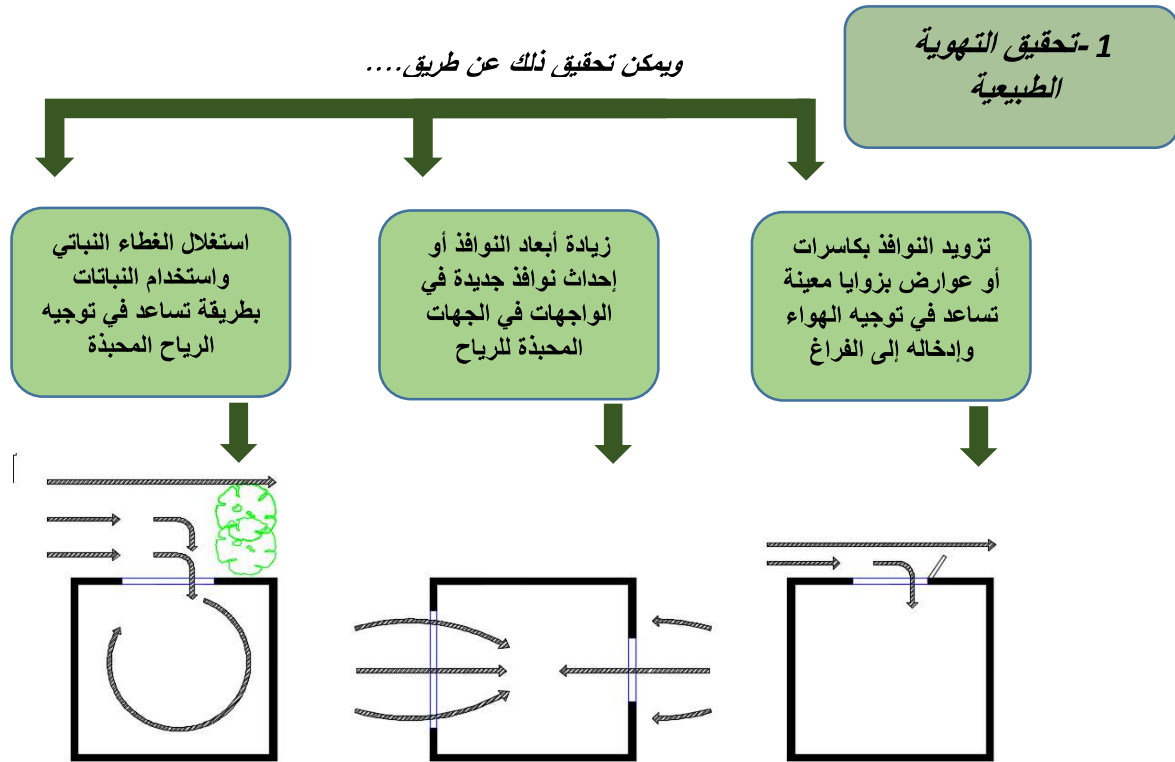 1 -تحقيق التهوية
الطبيعية
ويمكن تحقيق ذلك عن طريق....
تزويد النوافذ بكاسرات
أو عوارض بزوايا معينة
تساعد في توجيه الهواء
وإدخاله إلى الفراغ
زيادة أبعاد النوافذ أو
إحداث نوافذ جديدة في
الواجهات في الجهات
المحبذة للرياح
استغلال الغطاء النباتي
واستخدام النباتات
بطريقة تساعد في توجيه
الرياح المحبذة